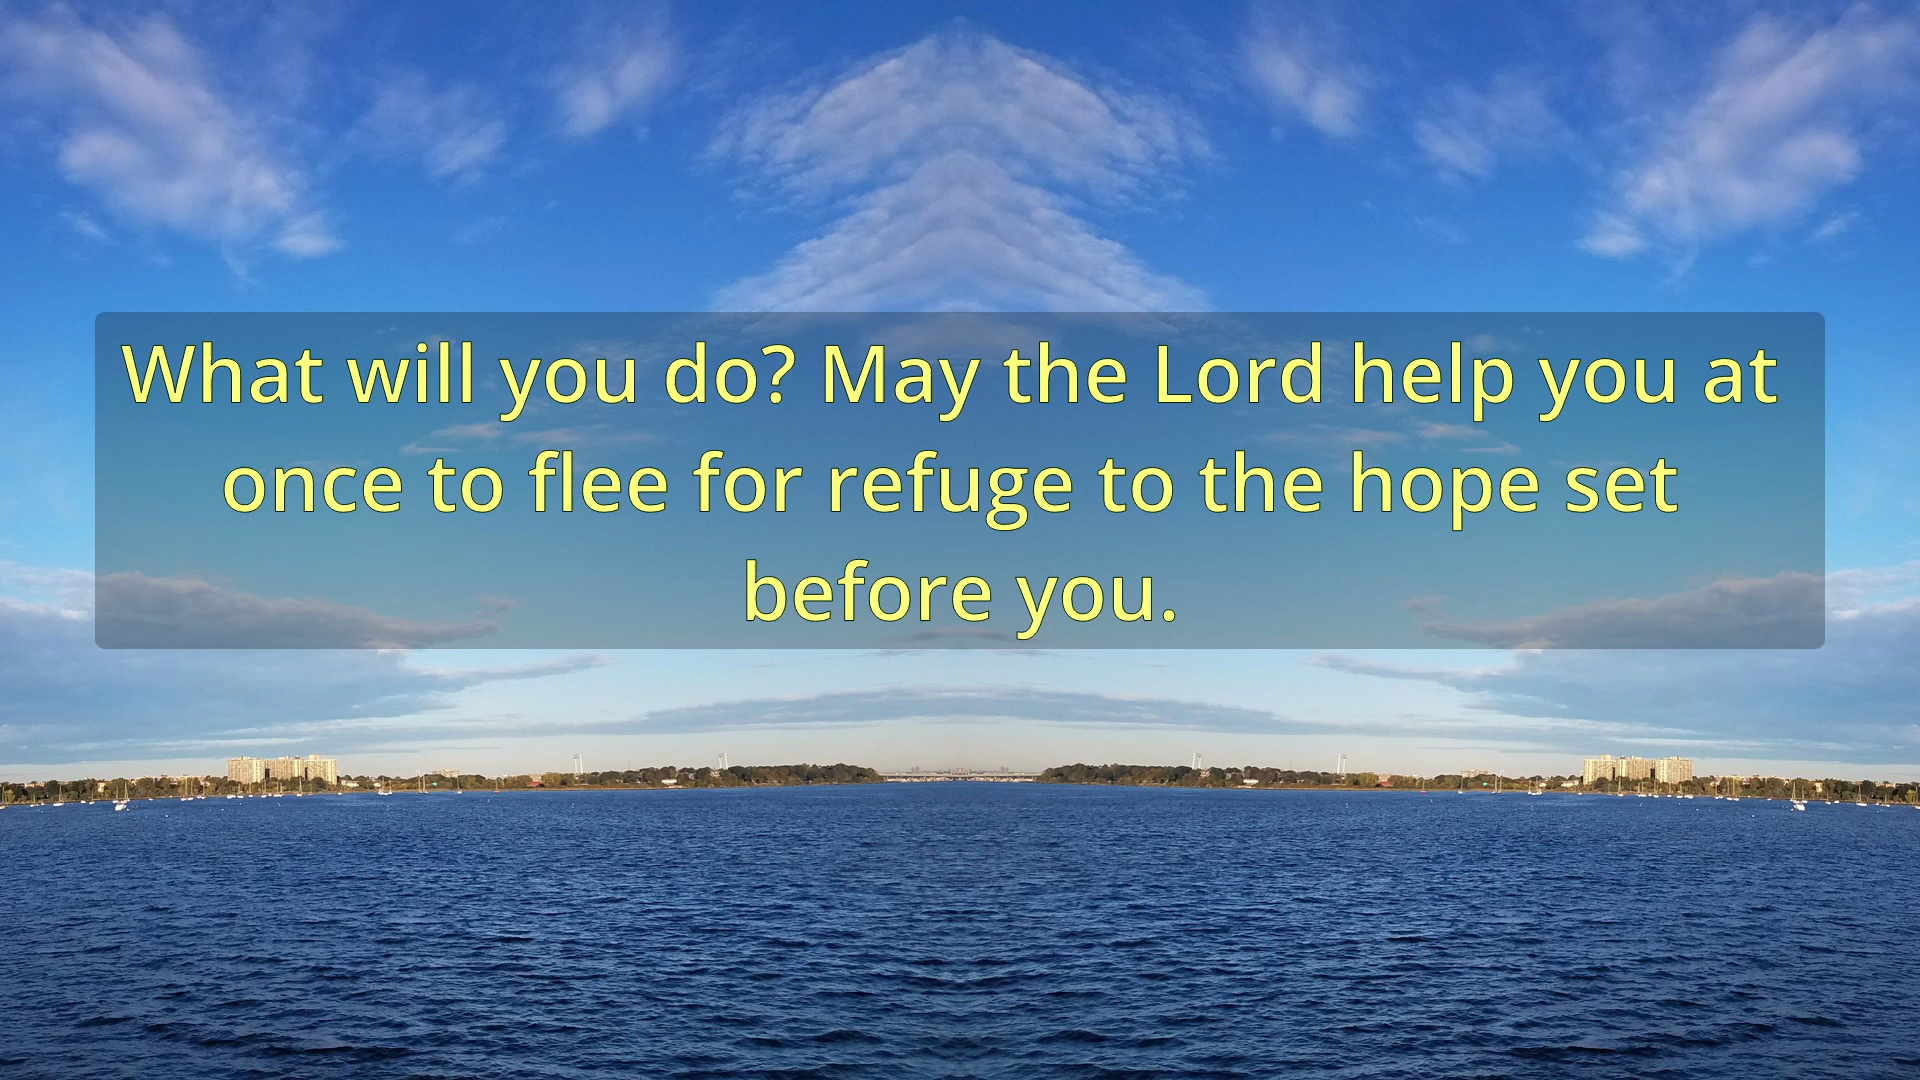 What will you do? May the Lord help you at
once to flee for refuge to the hope set
before you.